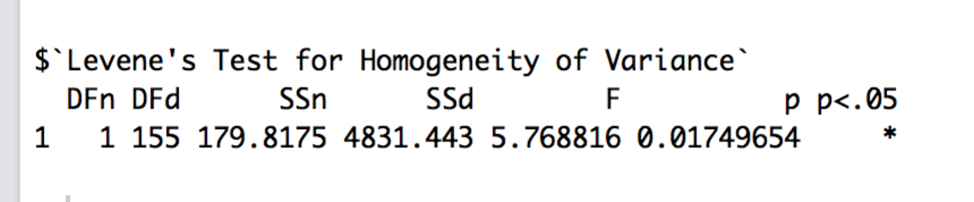 $`Levene's Test for Homogeneity of Variance`
DFn DFd SSn SSd F p p<.05
1 1 155 179.8175 4831.443 5.768816 0.01749654 *